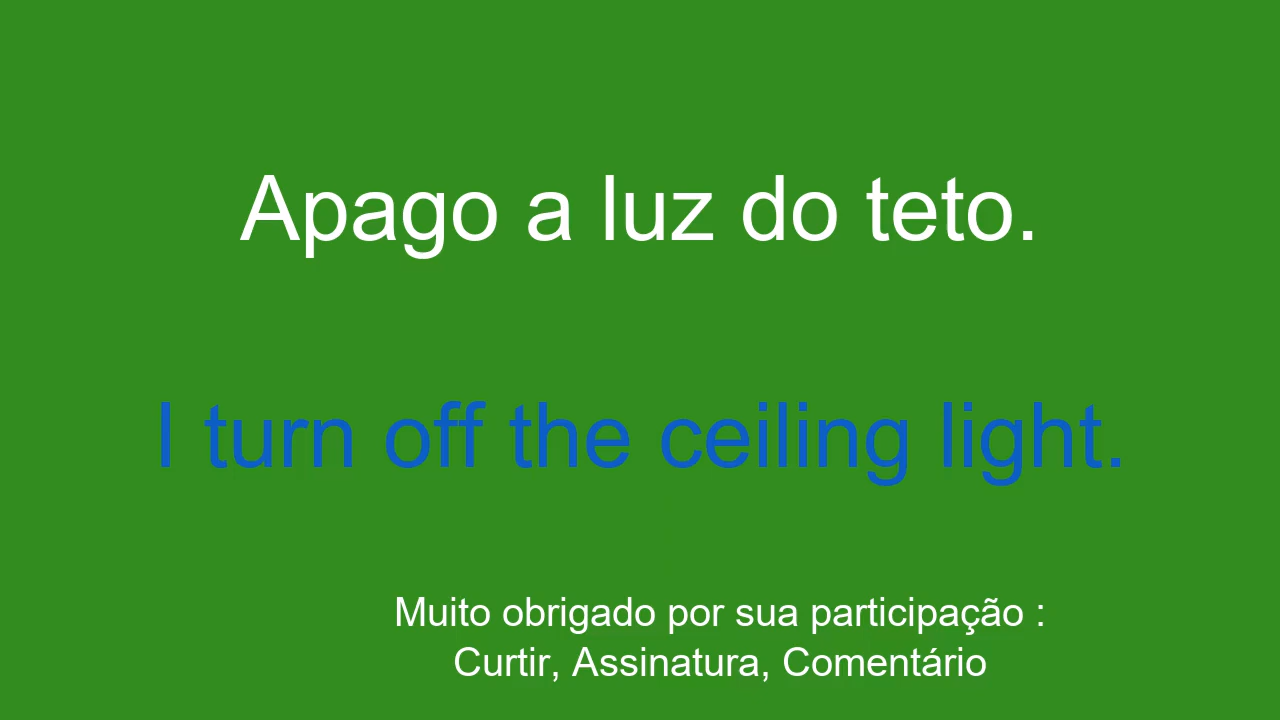 Apago a luz do teto.
I turn off the ceiling light.
Muito obrigado por sua participação :
Curtir, Assinatura, Comentário